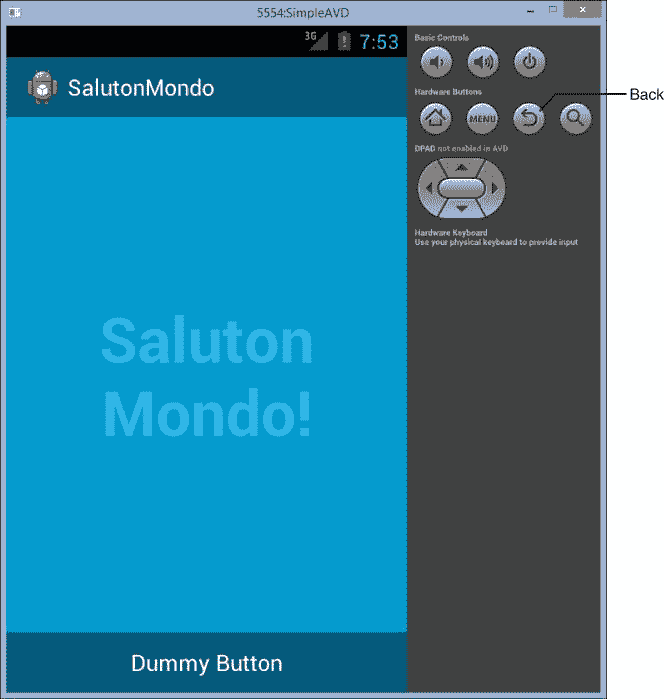 5554:SimpleAVD
3G
7:53
SalutonMondo
Saluton
Mondo!
Dummy Button
Basic Controls
Hardware Buttons
MENU
Back
DPAD not enabled in AVD
Hardware Keyboard
Use your physical keyboard to provide input